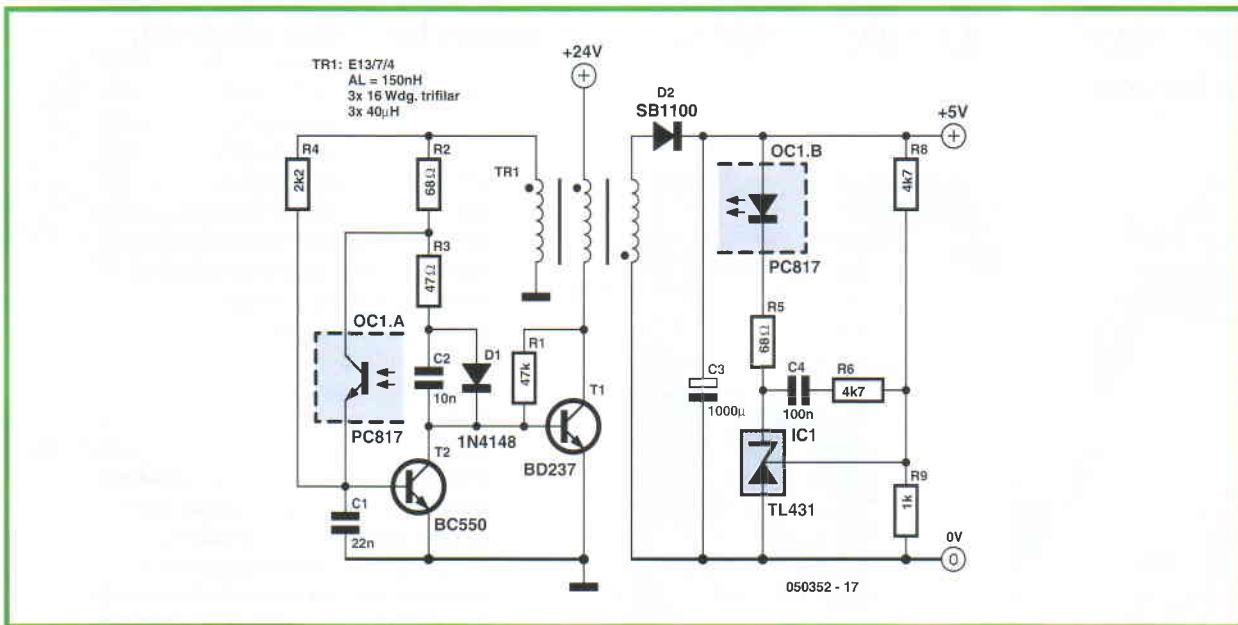 TR1: E13/7/4
AL = 150nH
3x 16 Wdg. trifilar
3x 40µH
+24V
D2
SB1100
+5V
R4
2k2
R2
68Ω
TR1
OC1.B
R8
4k7
R3
47Ω
PC817
OC1.A
C2
10n
D1
R1
47k
R5
68Ω
C3
1000µ
C4
100n
R6
4k7
T1
PC817
1N4148
T2
BD237
IC1
TL431
R9
1k
C1
22n
BC550
0V
050352 - 17